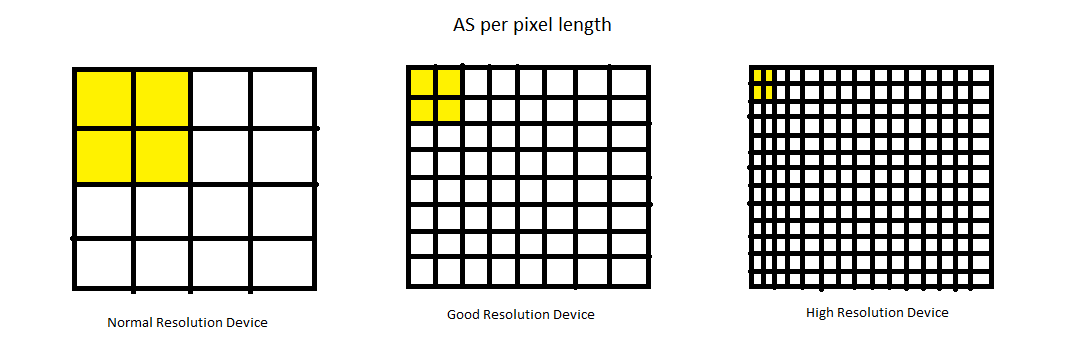 AS per pixel length
Normal Resolution Device
Good Resolution Device
High Resolution Device